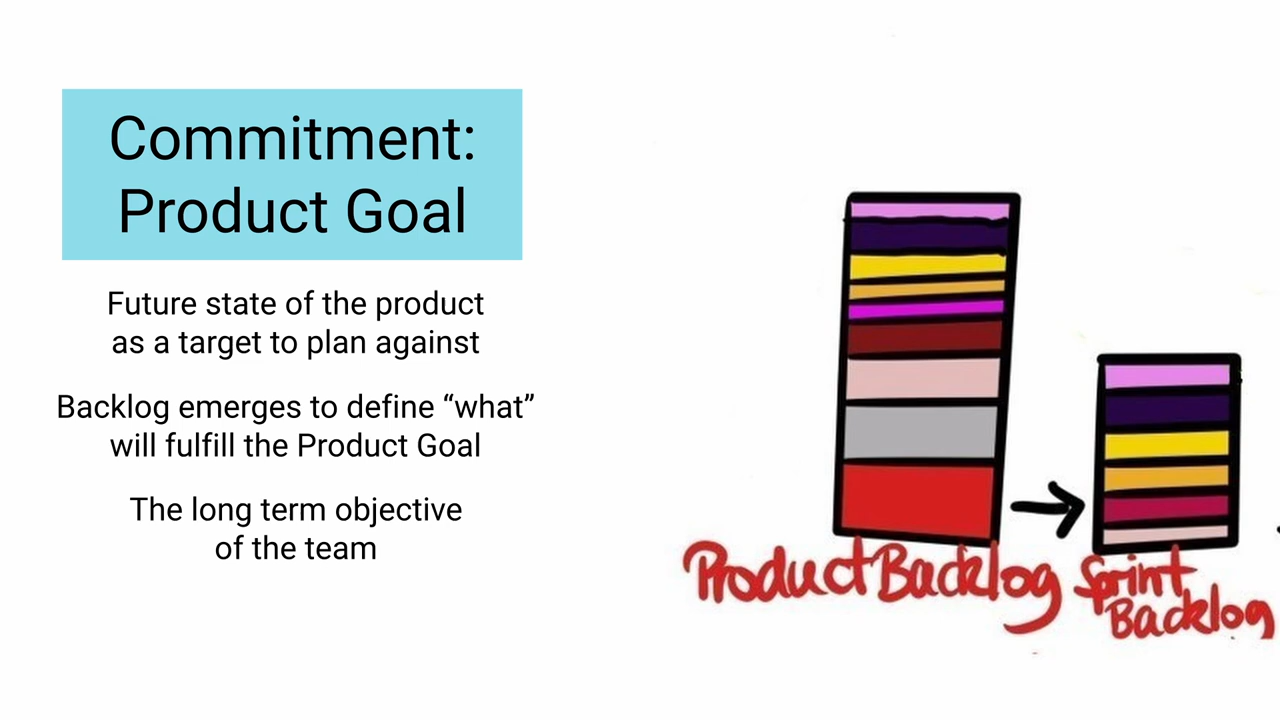 Commitment:
Product Goal
Future state of the product
as a target to plan against
Backlog emerges to define “what”
will fulfill the Product Goal
The long term objective
of the team
Product Backlog
Sprint
Backlog